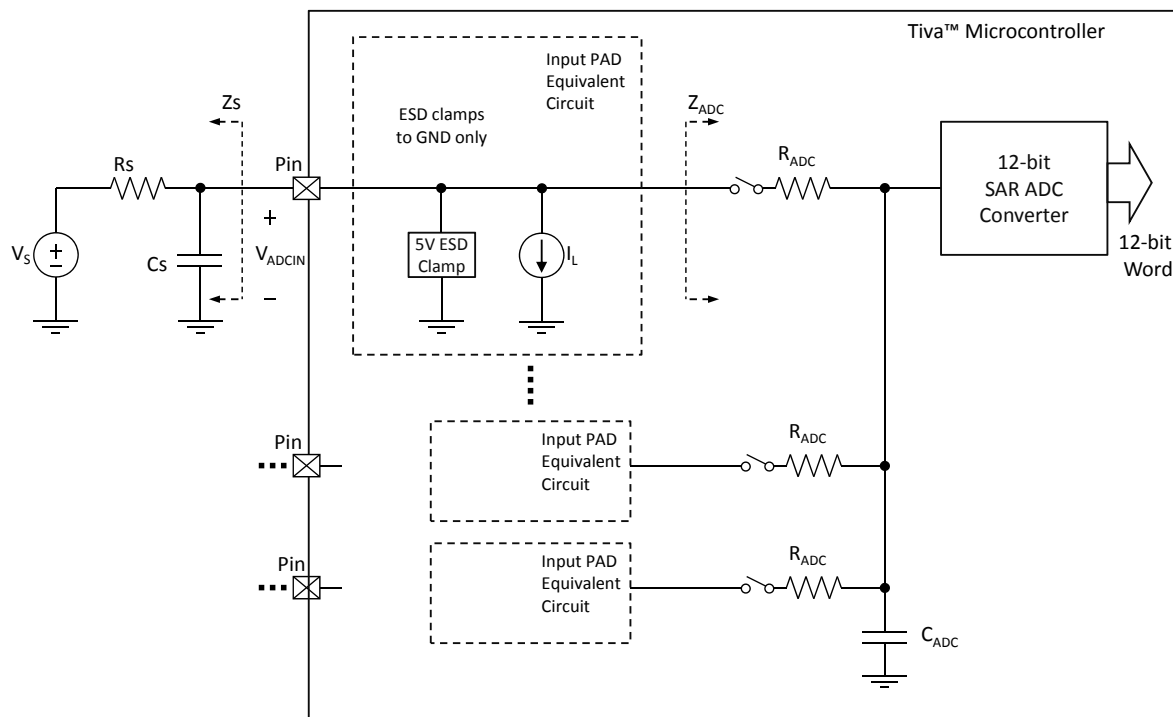 Tiva™ Microcontroller
Input PAD
Equivalent
Circuit
ESD clamps
to GND only
Zs
Z_ADC
Pin
Rs
R_ADC
12-bit
SAR ADC
Converter
12-bit
Word
+
V_ADCIN
−
V_S
+
−
Cs
5V ESD
Clamp
I_L
Pin
Input PAD
Equivalent
Circuit
R_ADC
Pin
Input PAD
Equivalent
Circuit
R_ADC
C_ADC